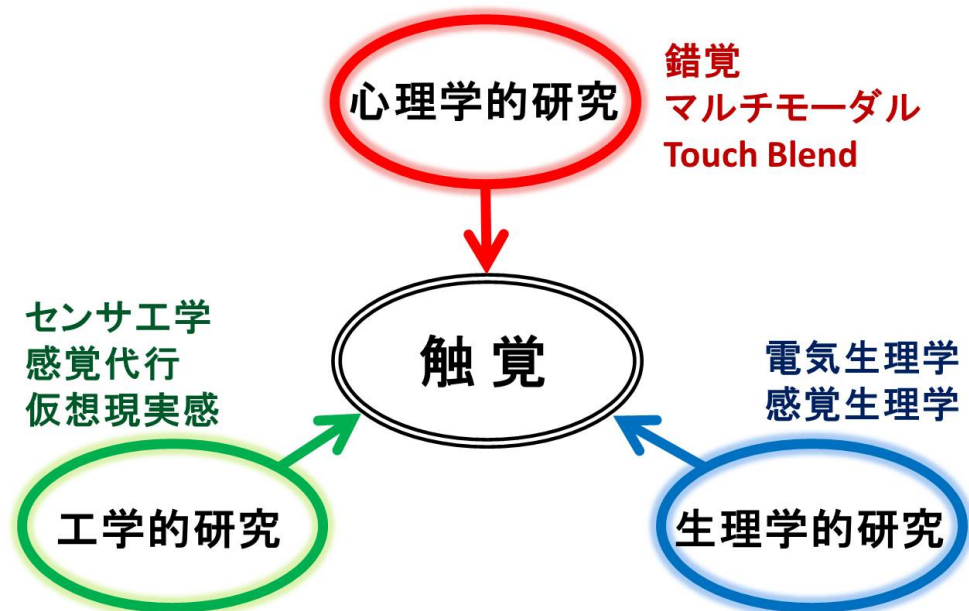 心理学的研究
錯覚
マルチモーダル
Touch Blend
触覚
センサ工学
感覚代行
仮想現実感
工学的研究
電気生理学
感覚生理学
生理学的研究